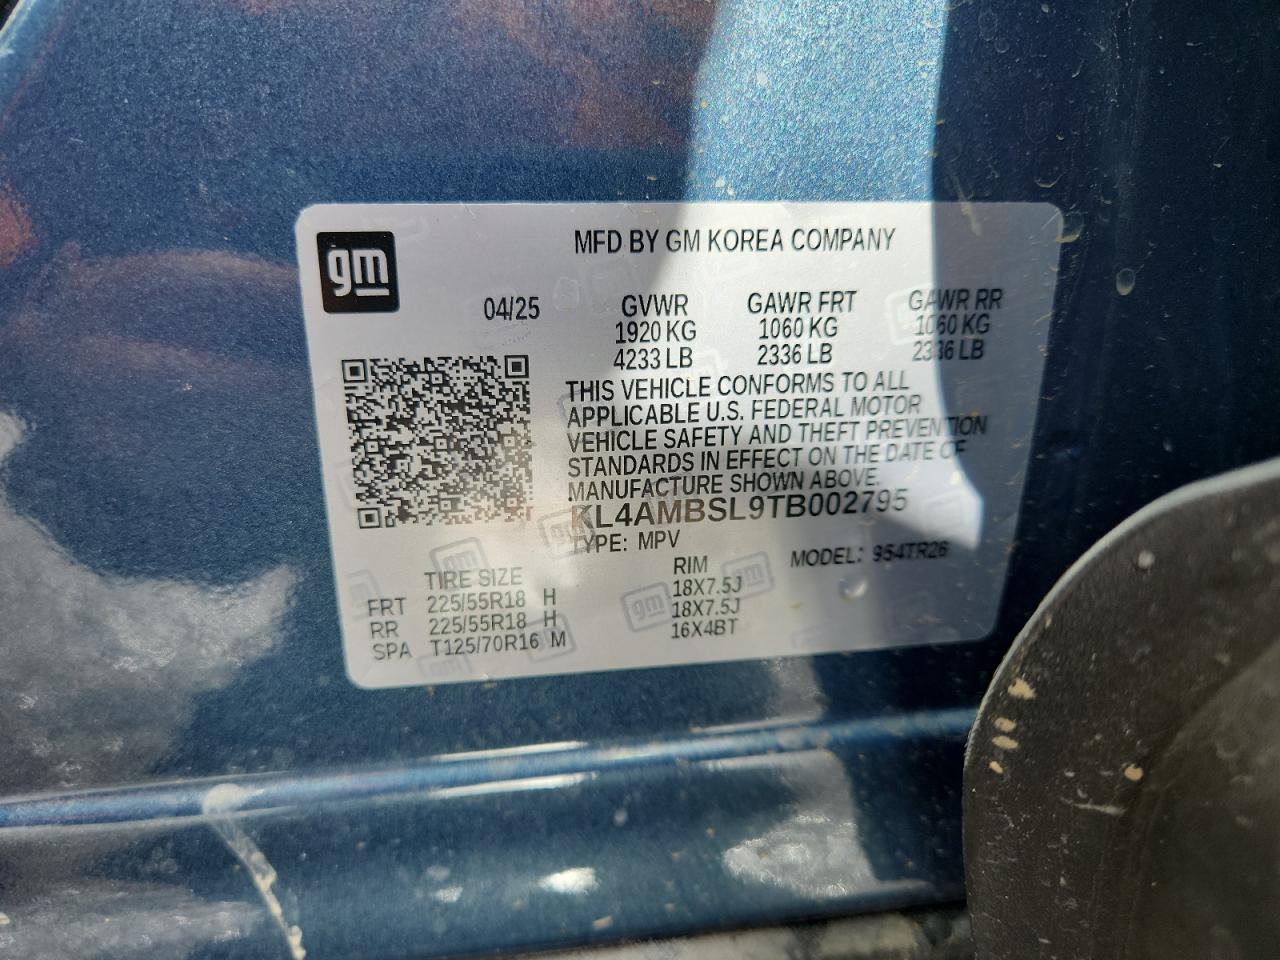 gm
MFD BY GM KOREA COMPANY
04/25 GVWR GAWR FRT GAWR RR
1920 KG 1060 KG 1060 KG
4233 LB 2336 LB 2336 LB
THIS VEHICLE CONFORMS TO ALL
APPLICABLE U.S. FEDERAL MOTOR
VEHICLE SAFETY AND THEFT PREVENTION
STANDARDS IN EFFECT ON THE DATE OF
MANUFACTURE SHOWN ABOVE.
KL4AMBSL9TB002795
TYPE: MPV MODEL: 954TR26
TIRE SIZE RIM
FRT 225/55R18 H 18X7.5J
RR 225/55R18 H 18X7.5J
SPA T125/70R16 M 16X4BT